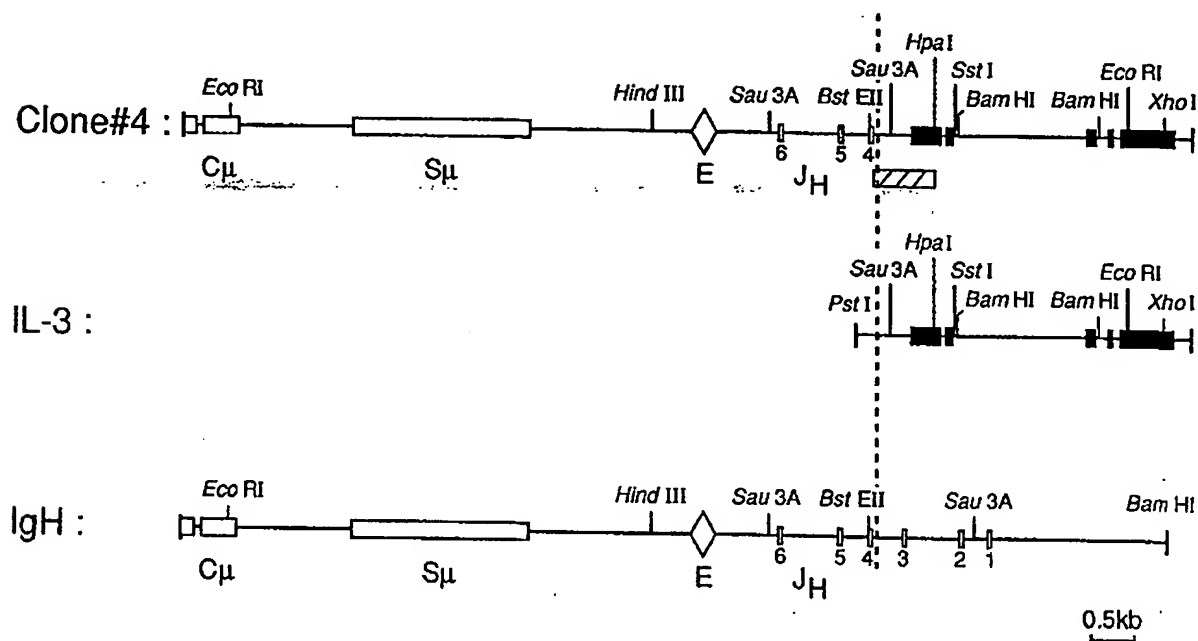 Hpa I
Eco RI Hind III Sau 3A Bst EII Sau 3A Sst I Bam HI Bam HI Eco RI Xho I
Clone#4 :
6 5 4
Cμ Sμ E JH
Hpa I
Pst I Sau 3A Sst I Bam HI Bam HI Eco RI Xho I
IL-3 :
Eco RI Hind III Sau 3A Bst EII Sau 3A Bam HI
IgH :
6 5 4 3 2 1
Cμ Sμ E JH
0.5kb